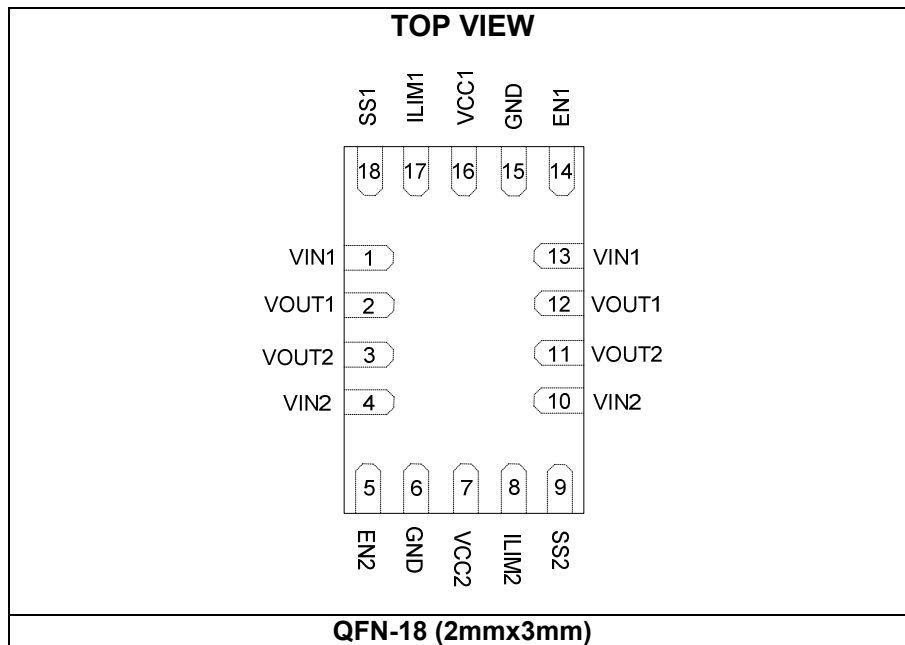 TOP VIEW
SS1 ILIM1 VCC1 GND EN1
18 17 16 15 14
VIN1 1 13 VIN1
VOUT1 2 12 VOUT1
VOUT2 3 11 VOUT2
VIN2 4 10 VIN2
5 6 7 8 9
EN2 GND VCC2 ILIM2 SS2
QFN-18 (2mmx3mm)